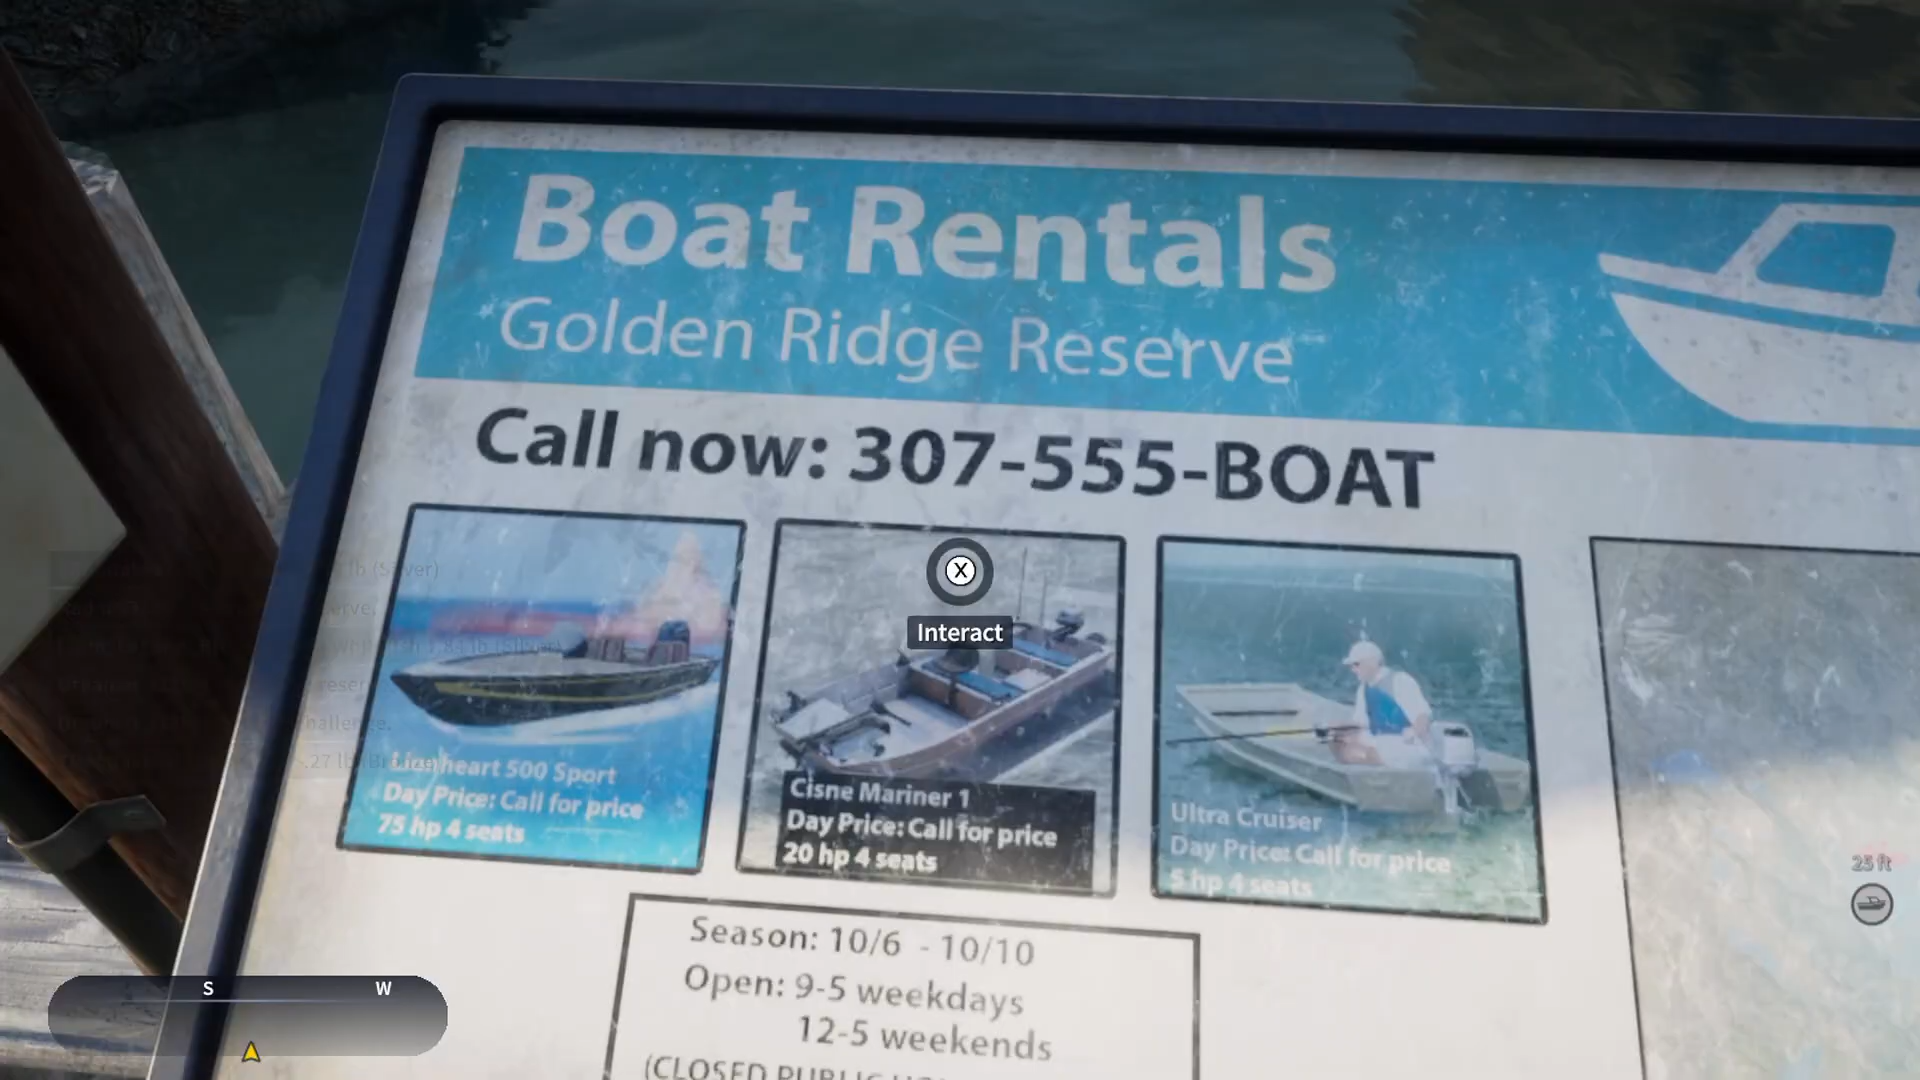 Boat Rentals
Golden Ridge Reserve
Call now: 307-555-BOAT
X
Interact
Lionheart 500 Sport
Day Price: Call for price
75 hp 4 seats
Cisne Mariner 1
Day Price: Call for price
20 hp 4 seats
Ultra Cruiser
Day Price: Call for price
5 hp 4 seats
Season: 10/6 - 10/10
Open: 9-5 weekdays
12-5 weekends
(CLOSED PUBLIC
25 ft
S W